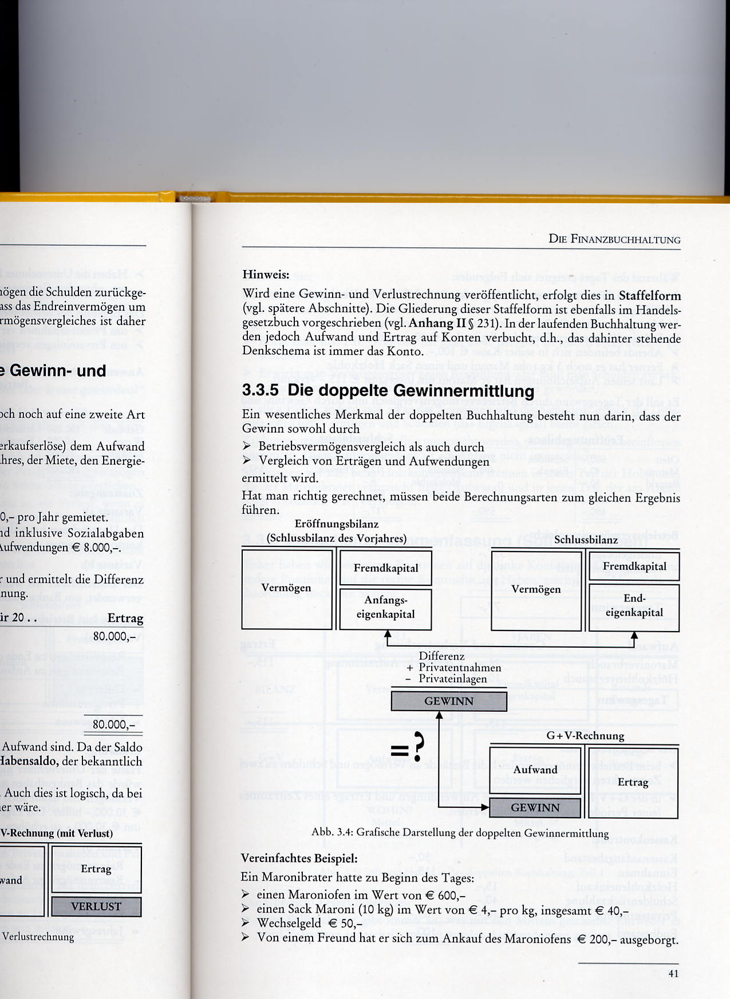 mögen die Schulden zurückge-
ass das Endreinvermögen um
rmögensvergleiches ist daher
e Gewinn- und
och noch auf eine zweite Art
erkaufserlöse) dem Aufwand
ahres, der Miete, den Energie-
0,– pro Jahr gemietet.
nd inklusive Sozialabgaben
Aufwendungen € 8.000,–.
r und ermittelt die Differenz
nung.
ir 20 . . Ertrag
80.000,–
80.000,–
Aufwand sind. Da der Saldo
Habensaldo, der bekanntlich
. Auch dies ist logisch, da bei
ner wäre.
V-Rechnung (mit Verlust)
Ertrag
wand
VERLUST
Verlustrechnung
DIE FINANZBUCHHALTUNG
Hinweis:
Wird eine Gewinn- und Verlustrechnung veröffentlicht, erfolgt dies in Staffelform
(vgl. spätere Abschnitte). Die Gliederung dieser Staffelform ist ebenfalls im Handels-
gesetzbuch vorgeschrieben (vgl. Anhang II § 231). In der laufenden Buchhaltung wer-
den jedoch Aufwand und Ertrag auf Konten verbucht, d.h., das dahinter stehende
Denkschema ist immer das Konto.
3.3.5 Die doppelte Gewinnermittlung
Ein wesentliches Merkmal der doppelten Buchhaltung besteht nun darin, dass der
Gewinn sowohl durch
➢ Betriebsvermögensvergleich als auch durch
➢ Vergleich von Erträgen und Aufwendungen
ermittelt wird.
Hat man richtig gerechnet, müssen beide Berechnungsarten zum gleichen Ergebnis
führen.
Eröffnungsbilanz
(Schlussbilanz des Vorjahres)
Vermögen
Fremdkapital
Anfangs-
eigenkapital
Schlussbilanz
Vermögen
Fremdkapital
End-
eigenkapital
Differenz
+ Privatentnahmen
– Privateinlagen
GEWINN
=?
G+V-Rechnung
Aufwand
GEWINN
Ertrag
Abb. 3.4: Grafische Darstellung der doppelten Gewinnermittlung
Vereinfachtes Beispiel:
Ein Maronibrater hatte zu Beginn des Tages:
➢ einen Maroniofen im Wert von € 600,–
➢ einen Sack Maroni (10 kg) im Wert von € 4,– pro kg, insgesamt € 40,–
➢ Wechselgeld € 50,–
➢ Von einem Freund hat er sich zum Ankauf des Maroniofens € 200,– ausgeborgt.
41